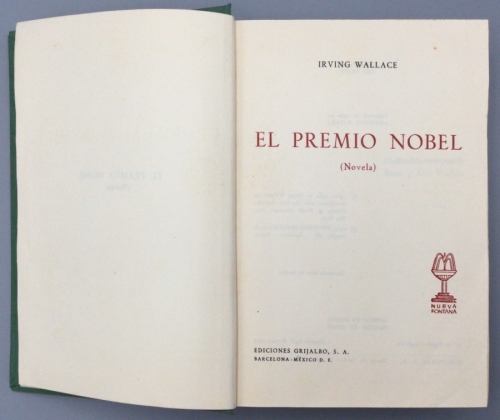 IRVING WALLACE
EL PREMIO NOBEL
(Novela)
NUEVA
FONTANA
EDICIONES GRIJALBO, S. A.
BARCELONA - MÉXICO D. F.